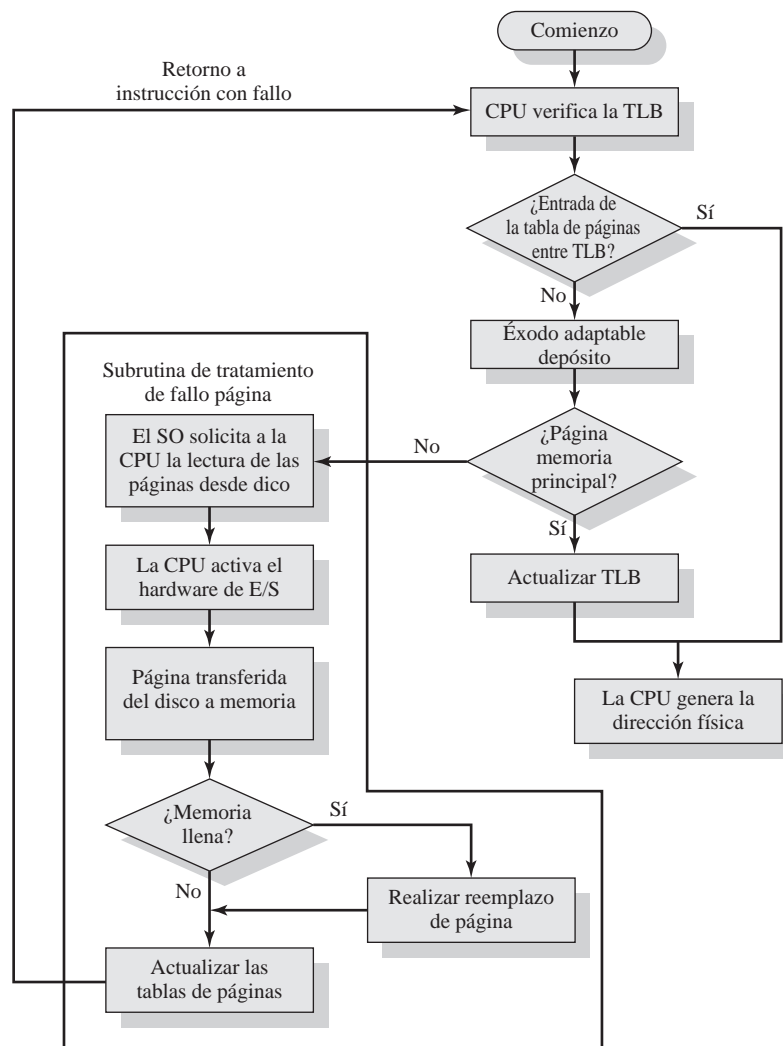 Comienzo
Retorno a
instrucción con fallo
CPU verifica la TLB
¿Entrada de
la tabla de páginas
entre TLB?
Sí
No
Éxodo adaptable
depósito
Subrutina de tratamiento
de fallo página
El SO solicita a la
CPU la lectura de las
páginas desde dico
No
¿Página
memoria
principal?
Sí
La CPU activa el
hardware de E/S
Actualizar TLB
Página transferida
del disco a memoria
La CPU genera la
dirección física
¿Memoria
llena?
Sí
No
Realizar reemplazo
de página
Actualizar las
tablas de páginas